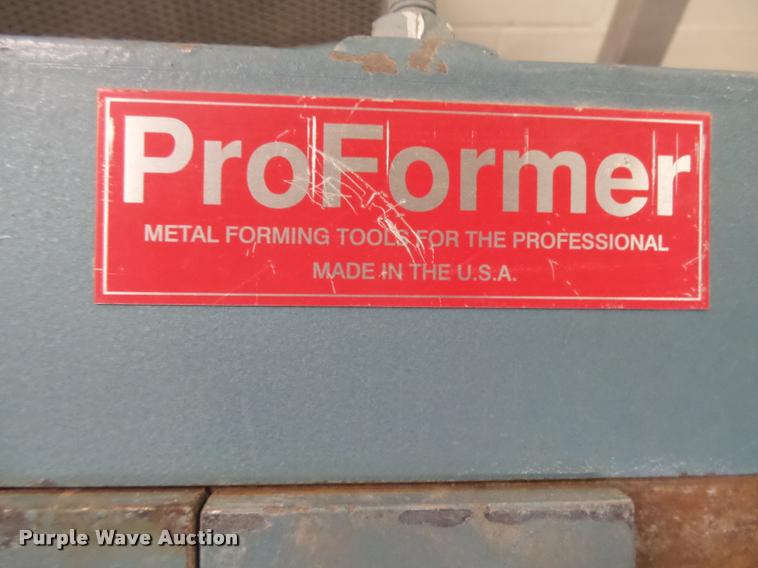 ProFormer
METAL FORMING TOOLS FOR THE PROFESSIONAL
MADE IN THE U.S.A.
Purple Wave Auction